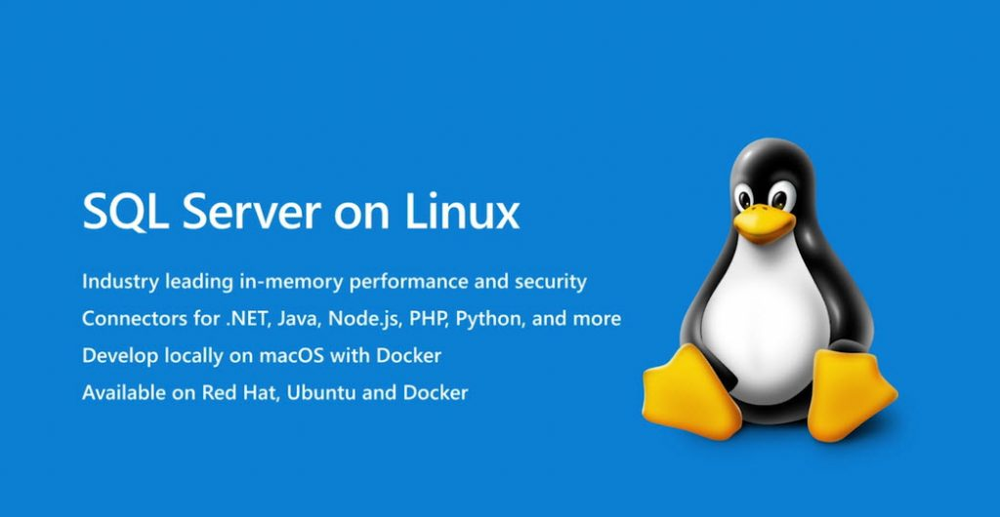 SQL Server on Linux
Industry leading in-memory performance and security
Connectors for .NET, Java, Node.js, PHP, Python, and more
Develop locally on macOS with Docker
Available on Red Hat, Ubuntu and Docker